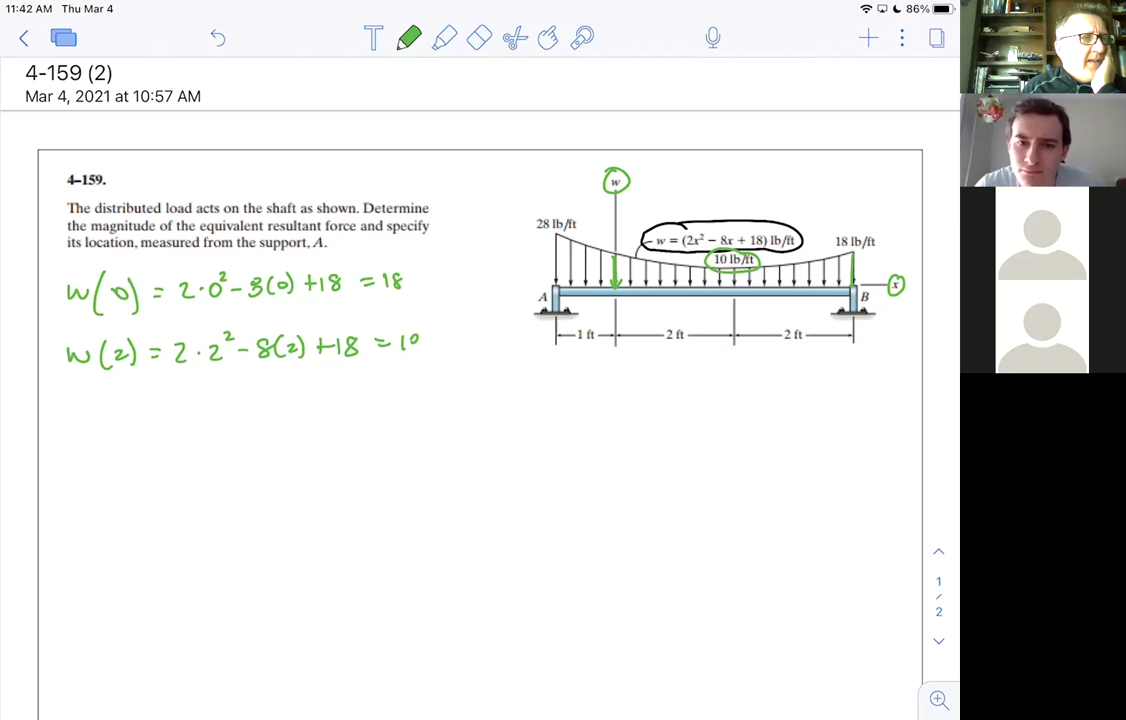 11:42 AM Thu Mar 4
86%
4-159 (2)
Mar 4, 2021 at 10:57 AM
4–159.
The distributed load acts on the shaft as shown. Determine
the magnitude of the equivalent resultant force and specify
its location, measured from the support, A.
w(0) = 2·0² - 8(0) + 18 = 18
w(2) = 2·2² - 8(2) + 18 = 10
w
28 lb/ft
w = (2x² − 8x + 18) lb/ft
18 lb/ft
10 lb/ft
x
A
B
1 ft
2 ft
2 ft
1
/
2